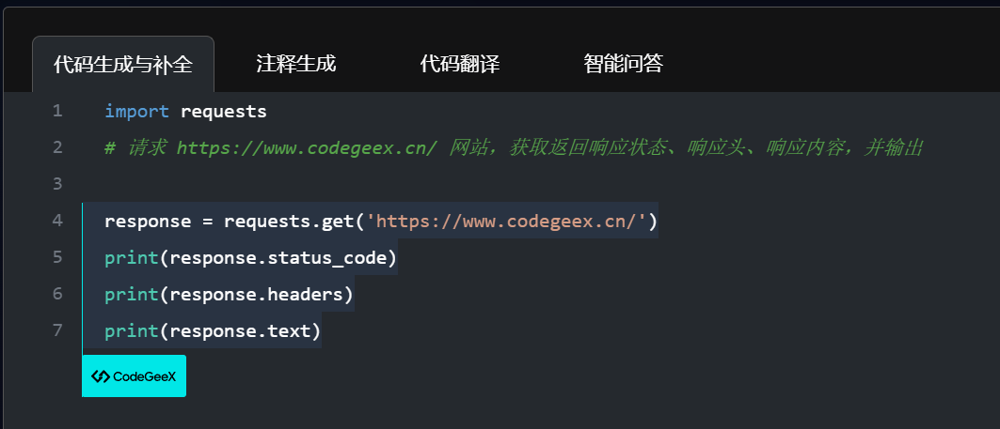 代码生成与补全 注释生成 代码翻译 智能问答
1 import requests
2 # 请求 https://www.codegeex.cn/ 网站，获取返回响应状态、响应头、响应内容，并输出
3
4 response = requests.get('https://www.codegeex.cn/')
5 print(response.status_code)
6 print(response.headers)
7 print(response.text)
CodeGeeX